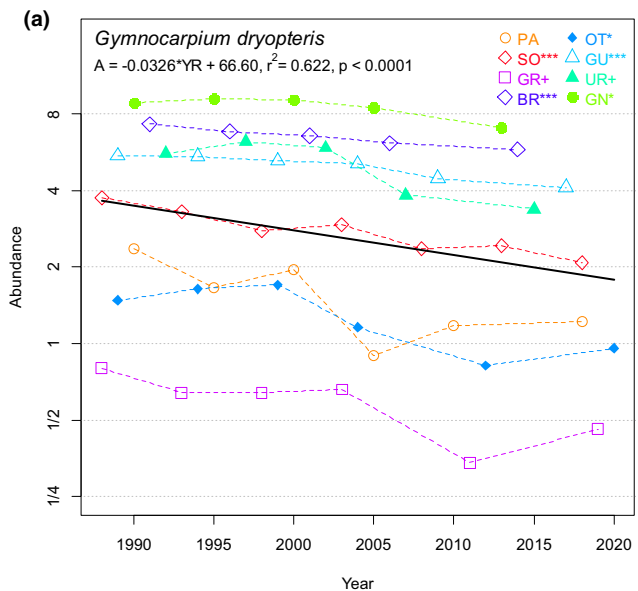 (a)
Gymnocarpium dryopteris
A = -0.0326*YR + 66.60, r² = 0.622, p < 0.0001
PA
SO***
GR+
BR***
OT*
GU***
UR+
GN*
Abundance
8
4
2
1
1/2
1/4
1990 1995 2000 2005 2010 2015 2020
Year